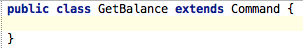 public class GetBalance extends Command {
}